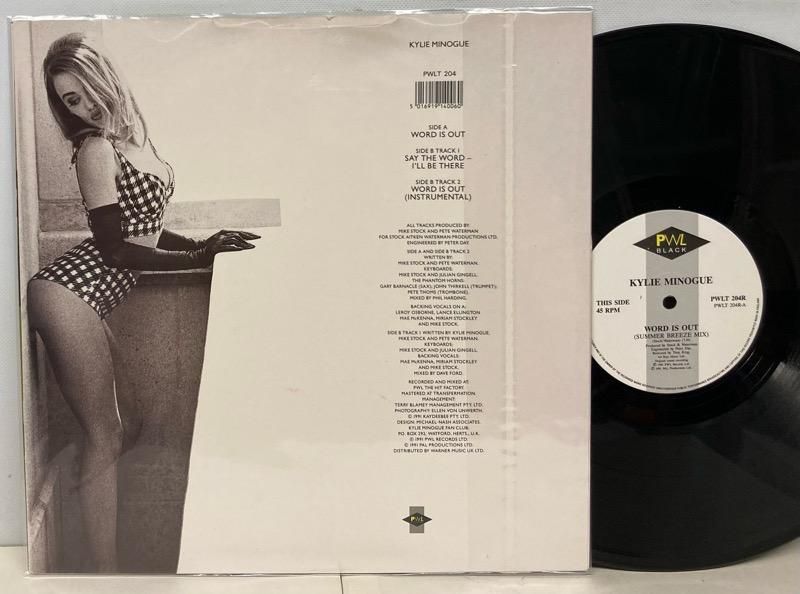 KYLIE MINOGUE
PWLT 204
5 016919 140060
SIDE A
WORD IS OUT
SIDE B TRACK 1
SAY THE WORD –
I'LL BE THERE
SIDE B TRACK 2
WORD IS OUT
(INSTRUMENTAL)
ALL TRACKS PRODUCED BY:
MIKE STOCK AND PETE WATERMAN
FOR STOCK AITKEN WATERMAN PRODUCTIONS LTD.
ENGINEERED BY PETER DAY.
SIDE A AND SIDE B TRACK 2
WRITTEN BY:
MIKE STOCK AND PETE WATERMAN.
KEYBOARDS:
MIKE STOCK AND JULIAN GINGELL.
THE PHANTOM HORNS:
GARY BARNACLE (SAX); JOHN THIRKELL (TRUMPET);
PETE THOMS (TROMBONE).
MIXED BY PHIL HARDING.
BACKING VOCALS ON A:
LEROY OSBORNE, LANCE ELLINGTON
MAE McKENNA, MIRIAM STOCKLEY
AND MIKE STOCK.
SIDE B TRACK 1 WRITTEN BY: KYLIE MINOGUE,
MIKE STOCK AND PETE WATERMAN.
KEYBOARDS:
MIKE STOCK AND JULIAN GINGELL.
BACKING VOCALS:
MAE McKENNA, MIRIAM STOCKLEY
AND MIKE STOCK.
MIXED BY DAVE FORD.
RECORDED AND MIXED AT:
PWL THE HIT FACTORY.
MASTERED AT TRANSFERMATION.
MANAGEMENT:
TERRY BLAMEY MANAGEMENT PTY. LTD.
PHOTOGRAPHY: ELLEN VON UNWERTH.
© 1991 KAYDEEBEE PTY. LTD.
DESIGN: MICHAEL·NASH ASSOCIATES.
KYLIE MINOGUE FAN CLUB.
PO. BOX 292, WATFORD, HERTS., U.K.
℗ 1991 PWL RECORDS LTD.
© 1991 PAL PRODUCTIONS LTD.
DISTRIBUTED BY WARNER MUSIC UK LTD.
PWL
PWL
BLACK
KYLIE MINOGUE
THIS SIDE
45 RPM
PWLT 204R
PWLT 204R-A
WORD IS OUT
(SUMMER BREEZE MIX)